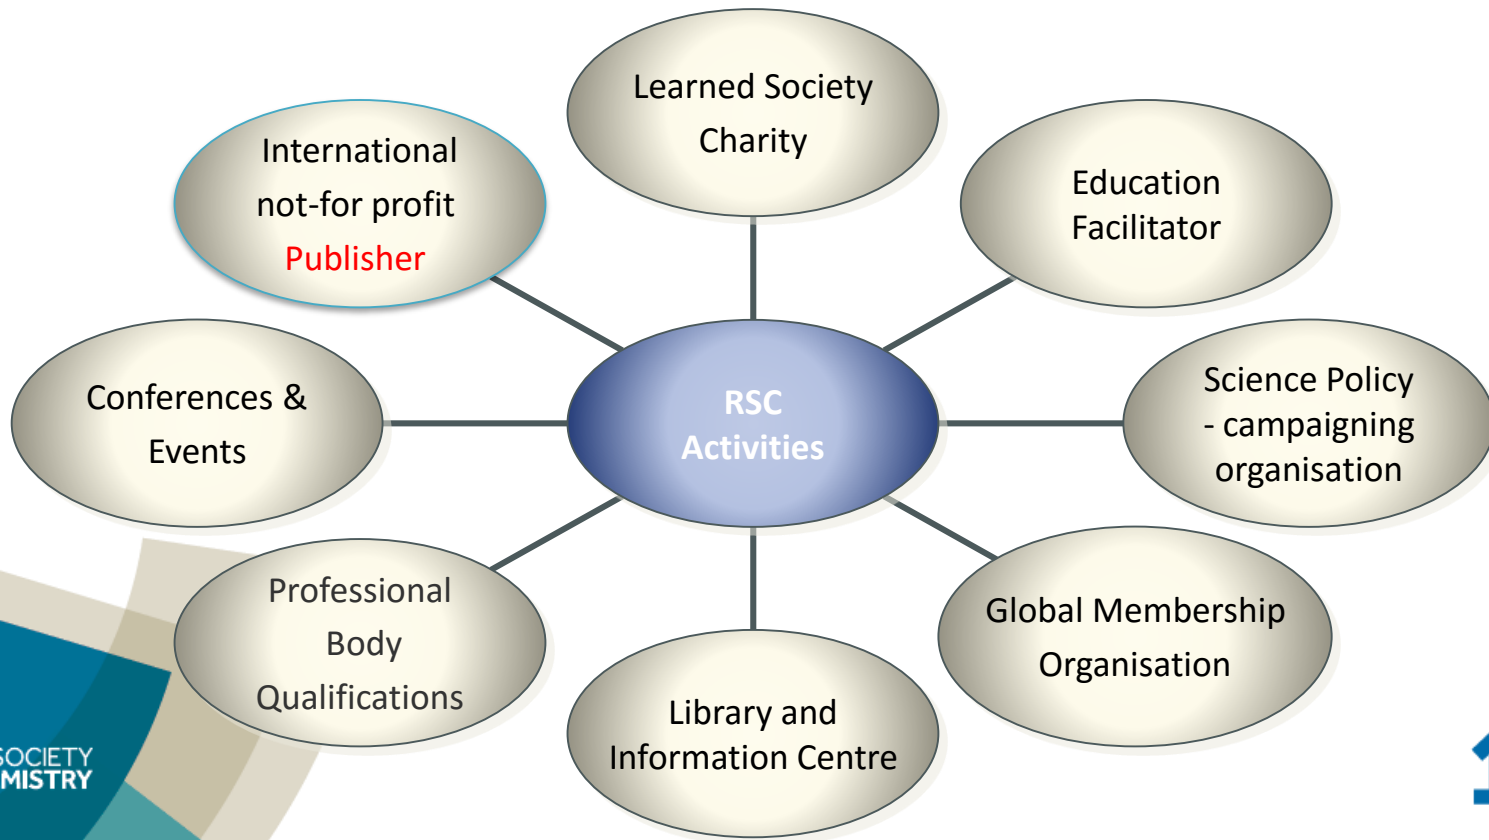 Learned Society
Charity
International
not-for profit
Publisher
Education
Facilitator
Conferences &
Events
RSC
Activities
Science Policy
- campaigning
organisation
Professional
Body
Qualifications
Global Membership
Organisation
Library and
Information Centre
SOCIETY
MISTRY